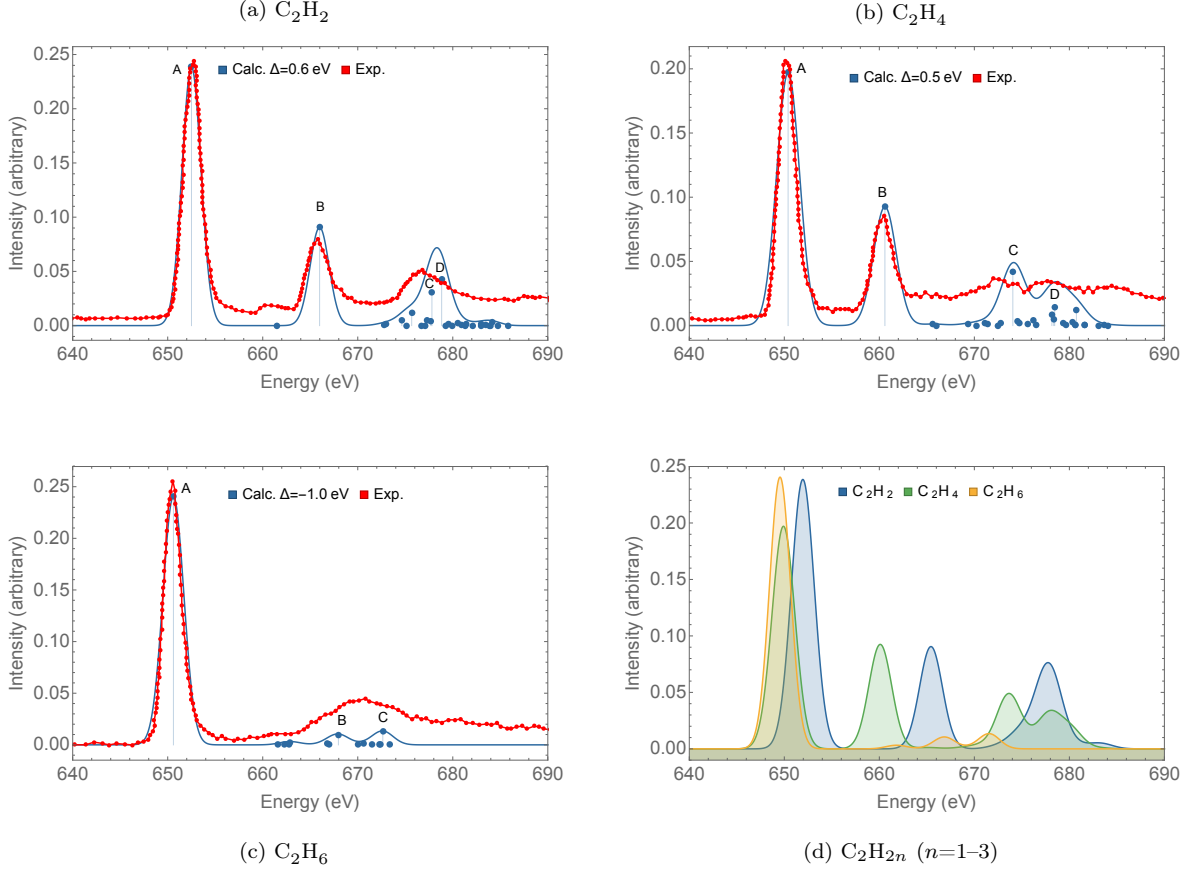 (a) C₂H₂
A
Calc. Δ=0.6 eV Exp.
B
C
D
Intensity (arbitrary)
0.25
0.20
0.15
0.10
0.05
0.00
640 650 660 670 680 690
Energy (eV)
(b) C₂H₄
A
Calc. Δ=0.5 eV Exp.
B
C
D
Intensity (arbitrary)
0.20
0.15
0.10
0.05
0.00
640 650 660 670 680 690
Energy (eV)
A
Calc. Δ=−1.0 eV Exp.
B
C
Intensity (arbitrary)
0.25
0.20
0.15
0.10
0.05
0.00
640 650 660 670 680 690
Energy (eV)
(c) C₂H₆
C₂H₂ C₂H₄ C₂H₆
Intensity (arbitrary)
0.25
0.20
0.15
0.10
0.05
0.00
640 650 660 670 680 690
Energy (eV)
(d) C₂H₂ₙ (n=1–3)